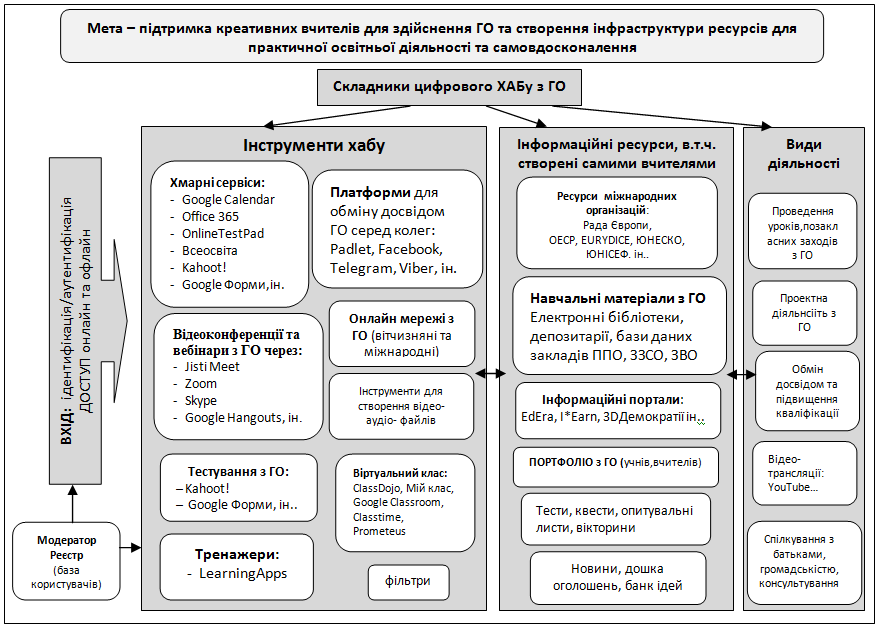 Мета – підтримка креативних вчителів для здійснення ГО та створення інфраструктури ресурсів для
практичної освітньої діяльності та самовдосконалення
Складники цифрового ХАБу з ГО
ВХІД: ідентифікація/аутентифікація
ДОСТУП онлайн та офлайн
Модератор
Реєстр
(база
користувачів)
Інструменти хабу
Хмарні сервіси:
- Google Calendar
- Office 365
- OnlineTestPad
- Всеосвіта
- Kahoot!
- Google Форми,ін.
Платформи для
обміну досвідом
ГО серед колег:
Padlet, Facebook,
Telegram, Viber, ін.
Відеоконференції та
вебінари з ГО через:
- Jisti Meet
- Zoom
- Skype
- Google Hangouts, ін.
Онлайн мережі з
ГО (вітчизняні та
міжнародні)
Інструменти для
створення відео-
аудіо- файлів
Тестування з ГО:
– Kahoot!
– Google Форми, ін..
Віртуальний клас:
ClassDojo, Мій клас,
Google Classroom,
Classtime,
Prometeus
Тренажери:
- LearningApps
фільтри
Інформаційні ресурси, в.т.ч.
створені самими вчителями
Ресурси міжнародних
організацій:
Рада Європи,
ОЕСР, EURYDICE, ЮНЕСКО,
ЮНІСЕФ. ін..
Навчальні матеріали з ГО
Електронні бібліотеки,
депозитарії, бази даних
закладів ППО, ЗЗСО, ЗВО
Інформаційні портали:
EdEra, I*Earn, 3DДемократії ін..
ПОРТФОЛІО з ГО (учнів,вчителів)
Тести, квести, опитувальні
листи, вікторини
Новини, дошка
оголошень, банк ідей
Види
діяльності
Проведення
уроків,позакл
асних заходів
з ГО
Проектна
діяльнсііть з
ГО
Обмін
досвідом та
підвищення
кваліфікації
Відео-
трансляції:
YouTube...
Спілкування з
батьками,
громадськістю,
консультування